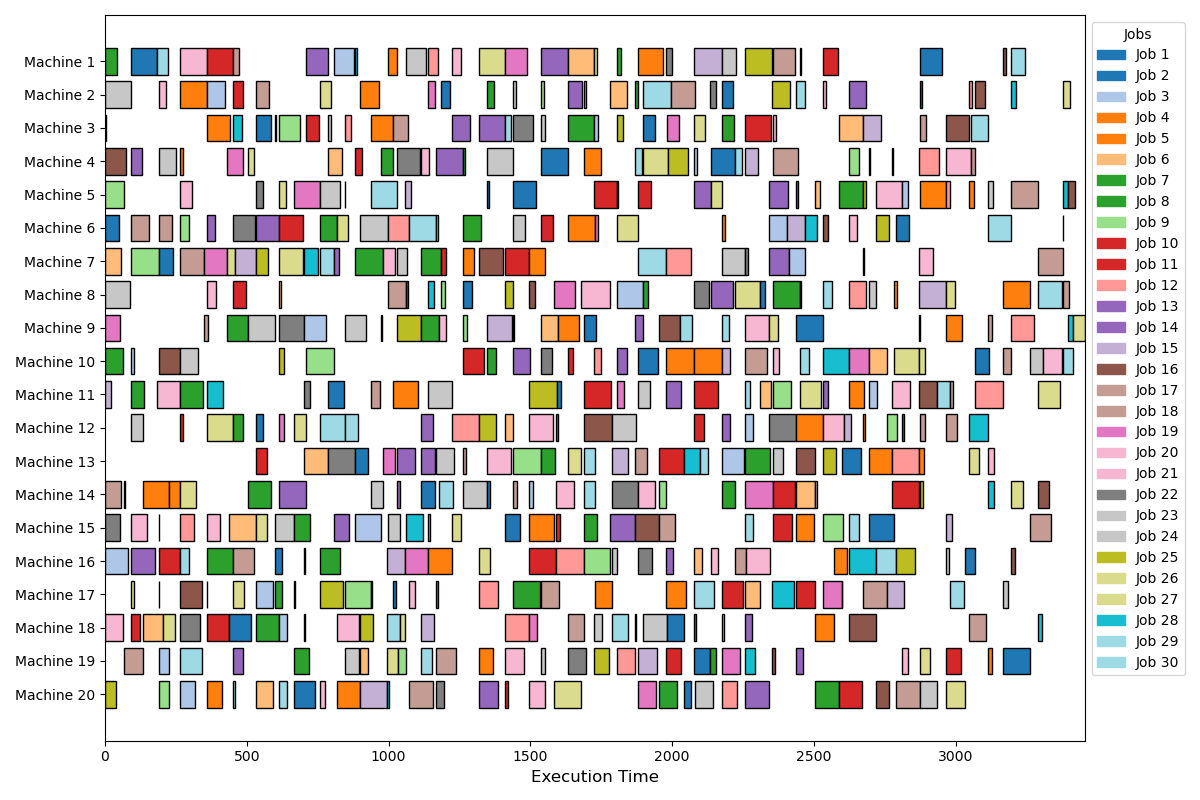 Machine 1
Machine 2
Machine 3
Machine 4
Machine 5
Machine 6
Machine 7
Machine 8
Machine 9
Machine 10
Machine 11
Machine 12
Machine 13
Machine 14
Machine 15
Machine 16
Machine 17
Machine 18
Machine 19
Machine 20
0 500 1000 1500 2000 2500 3000
Execution Time
Jobs
Job 1
Job 2
Job 3
Job 4
Job 5
Job 6
Job 7
Job 8
Job 9
Job 10
Job 11
Job 12
Job 13
Job 14
Job 15
Job 16
Job 17
Job 18
Job 19
Job 20
Job 21
Job 22
Job 23
Job 24
Job 25
Job 26
Job 27
Job 28
Job 29
Job 30